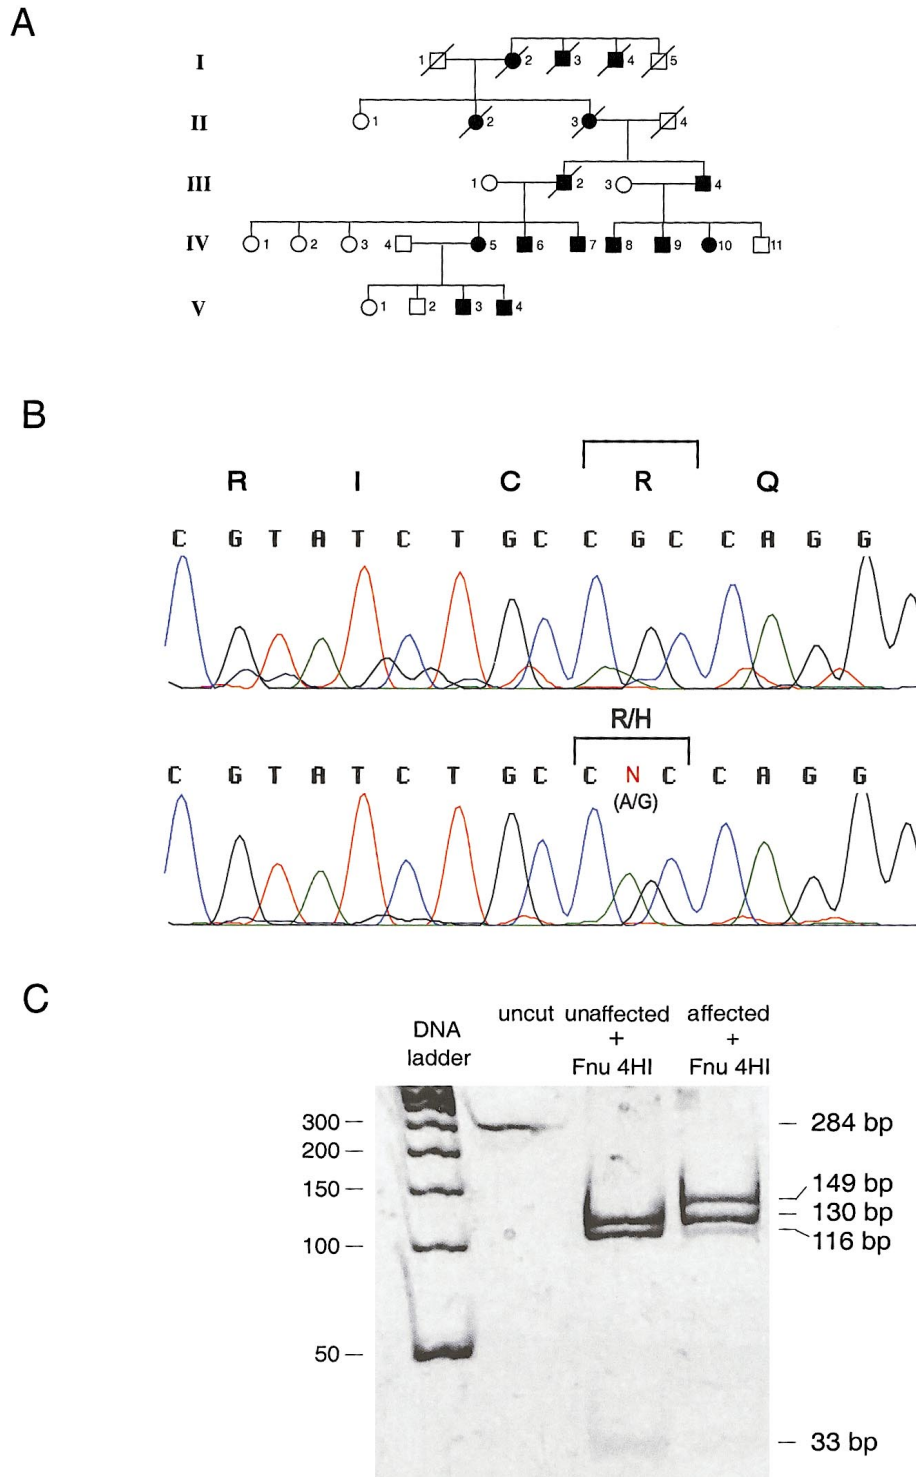 A
I 1 2 3 4 5
II 1 2 3 4
III 1 2 3 4
IV 1 2 3 4 5 6 7 8 9 10 11
V 1 2 3 4
B
R I C R Q
C G T A T C T G C C G C C A G G
R/H
C G T A T C T G C C N C C A G G
(A/G)
C
uncut unaffected affected
DNA + +
ladder Fnu 4HI Fnu 4HI
300 284 bp
200
150 149 bp
130 bp
116 bp
100
50
33 bp